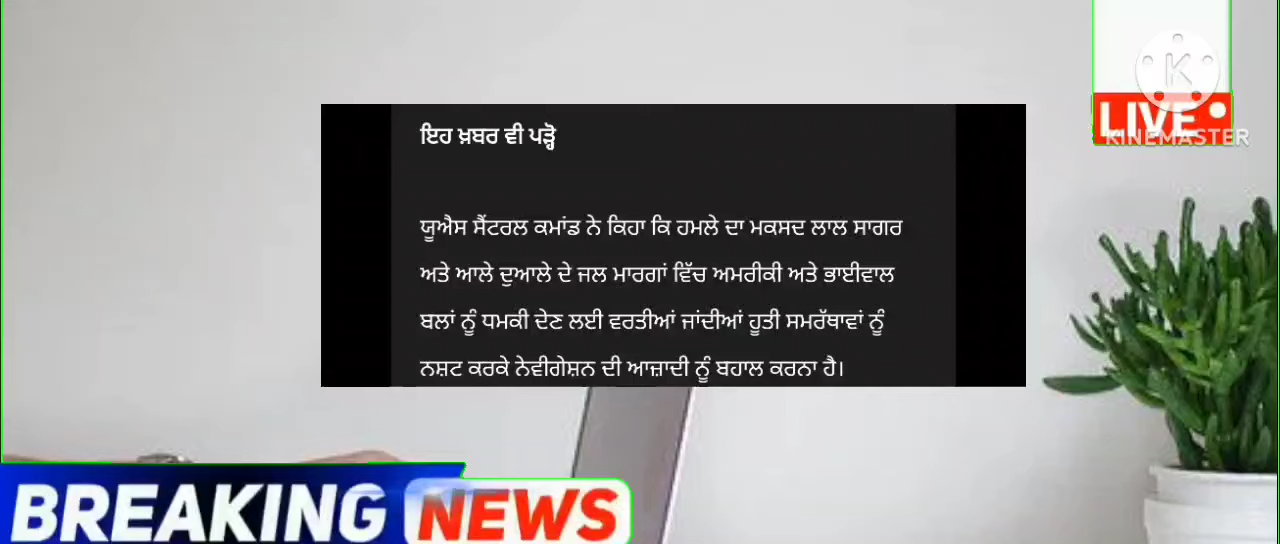 ਇਹ ਖ਼ਬਰ ਵੀ ਪੜ੍ਹੋ
ਯੂਐਸ ਸੈਂਟਰਲ ਕਮਾਂਡ ਨੇ ਕਿਹਾ ਕਿ ਹਮਲੇ ਦਾ ਮਕਸਦ ਲਾਲ ਸਾਗਰ
ਅਤੇ ਆਲੇ ਦੁਆਲੇ ਦੇ ਜਲ ਮਾਰਗਾਂ ਵਿੱਚ ਅਮਰੀਕੀ ਅਤੇ ਭਾਈਵਾਲ
ਬਲਾਂ ਨੂੰ ਧਮਕੀ ਦੇਣ ਲਈ ਵਰਤੀਆਂ ਜਾਂਦੀਆਂ ਹੂਤੀ ਸਮਰੱਥਾਵਾਂ ਨੂੰ
ਨਸ਼ਟ ਕਰਕੇ ਨੇਵੀਗੇਸ਼ਨ ਦੀ ਆਜ਼ਾਦੀ ਨੂੰ ਬਹਾਲ ਕਰਨਾ ਹੈ।
K
LIVE
KINEMASTER
BREAKING NEWS